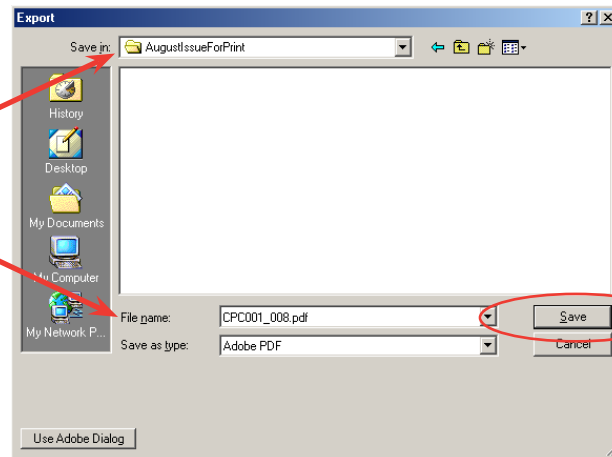 Export
Save in: AugustIssueForPrint
History
Desktop
My Documents
My Computer
My Network P...
File name: CPC001_008.pdf Save
Save as type: Adobe PDF Cancel
Use Adobe Dialog